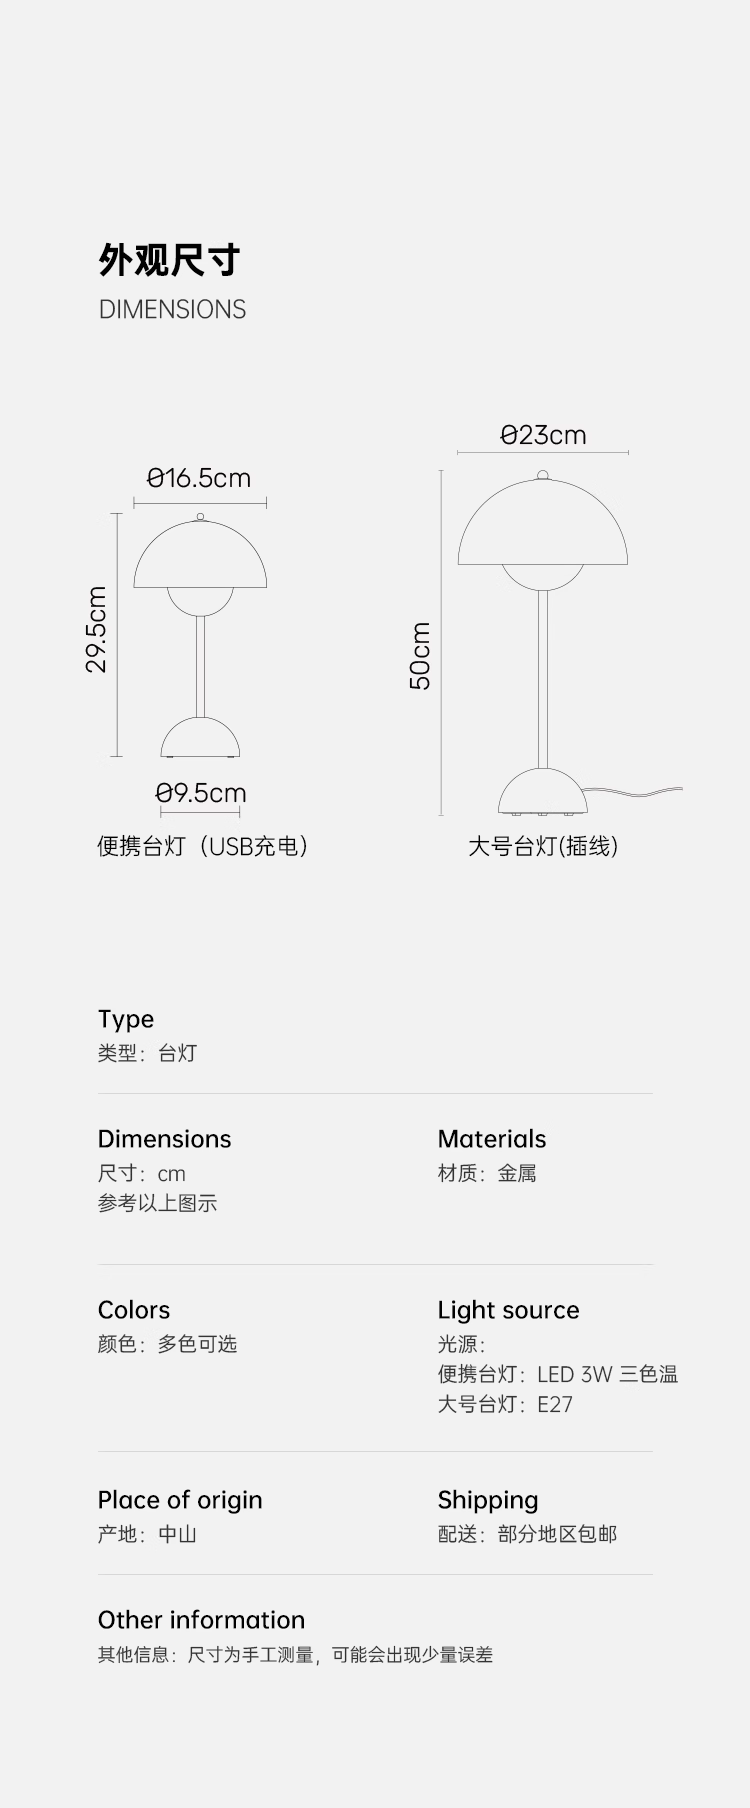 外观尺寸
DIMENSIONS
Ø16.5cm
29.5cm
Ø9.5cm
便携台灯（USB充电）
Ø23cm
50cm
大号台灯(插线)
Type
类型：台灯
Dimensions
尺寸：cm
参考以上图示
Materials
材质：金属
Colors
颜色：多色可选
Light source
光源：
便携台灯：LED 3W 三色温
大号台灯：E27
Place of origin
产地：中山
Shipping
配送：部分地区包邮
Other information
其他信息：尺寸为手工测量，可能会出现少量误差